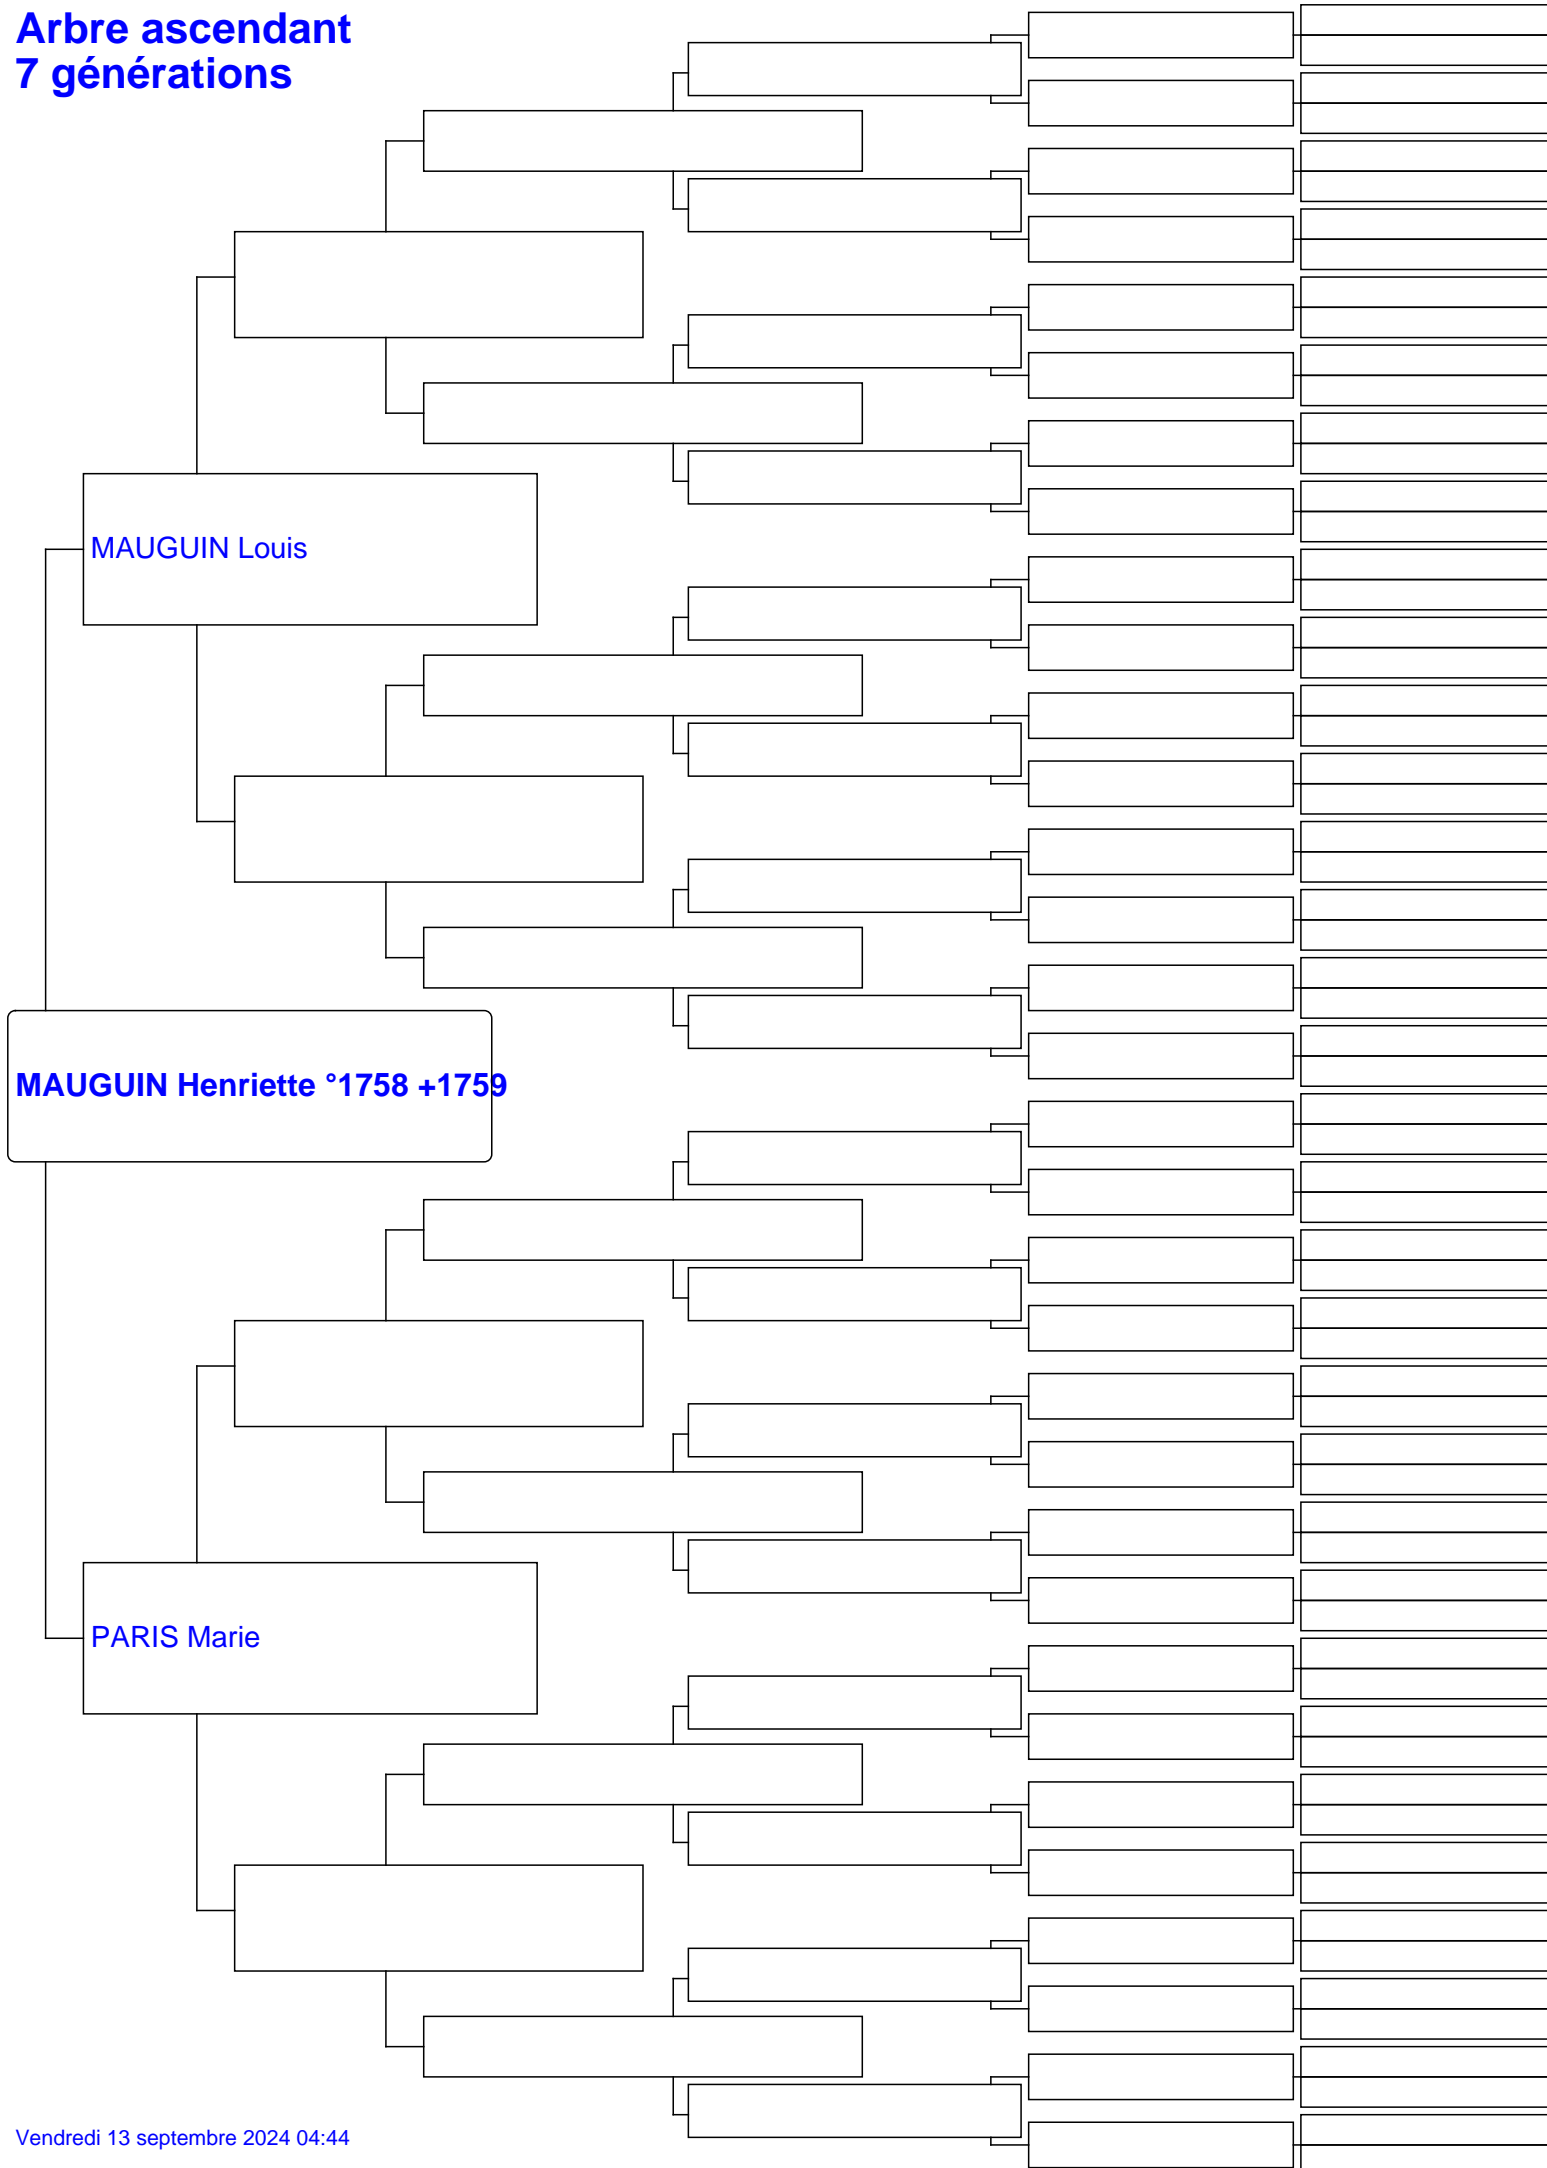 Arbre ascendant
7 générations
MAUGUIN Louis
MAUGUIN Henriette °1758 +1759
PARIS Marie
Vendredi 13 septembre 2024 04:44